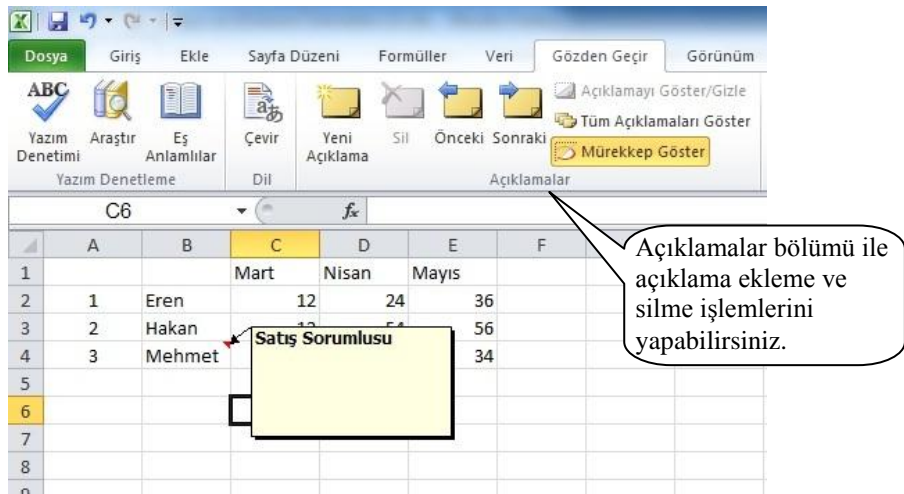 Dosya Giriş Ekle Sayfa Düzeni Formüller Veri Gözden Geçir Görünüm
ABC
Yazım Denetimi Araştır Eş Anlamlılar Çevir Yeni Açıklama Sil Önceki Sonraki
Açıklamayı Göster/Gizle
Tüm Açıklamaları Göster
Mürekkep Göster
Yazım Denetleme Dil Açıklamalar
C6 fx
A B C D E F
1 Mart Nisan Mayıs
2 1 Eren 12 24 36
3 2 Hakan 56
4 3 Mehmet 34
5
6
7
8
Satış Sorumlusu
Açıklamalar bölümü ile
açıklama ekleme ve
silme işlemlerini
yapabilirsiniz.